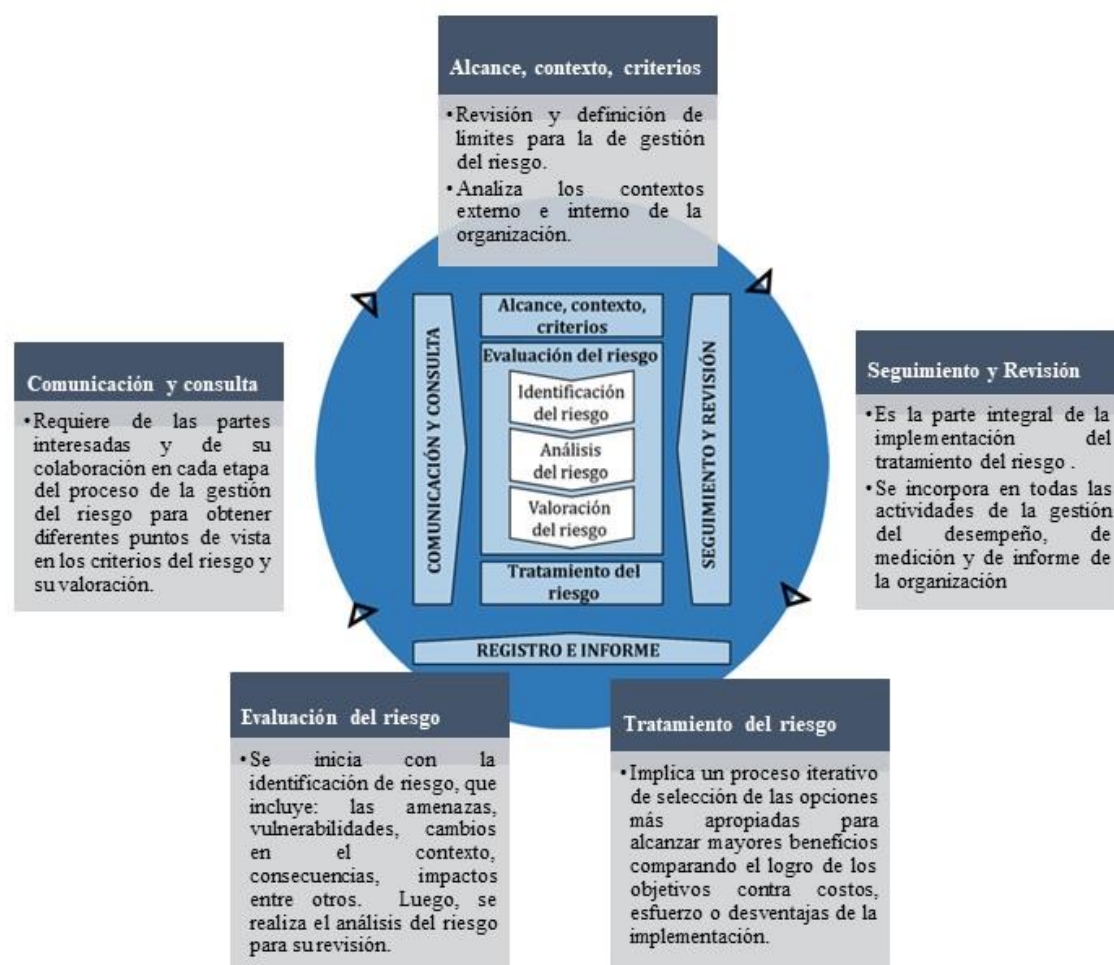 Alcance, contexto, criterios
•Revisión y definición de
limites para la de gestión
del riesgo.
•Analiza los contextos
externo e interno de la
organización.
Comunicación y consulta
•Requiere de las partes
interesadas y de su
colaboración en cada etapa
del proceso de la gestión
del riesgo para obtener
diferentes puntos de vista
en los criterios del riesgo y
su valoración.
COMUNICACIÓN Y CONSULTA
Alcance, contexto,
criterios
Evaluación del riesgo
Identificación
del riesgo
Análisis
del riesgo
Valoración
del riesgo
Tratamiento del
riesgo
SEGUIMIENTO Y REVISIÓN
REGISTRO E INFORME
Seguimiento y Revisión
•Es la parte integral de la
implementación del
tratamiento del riesgo .
•Se incorpora en todas las
actividades de la gestión
del desempeño, de
medición y de informe de
la organización
Evaluación del riesgo
•Se inicia con la
identificación de riesgo, que
incluye: las amenazas,
vulnerabilidades, cambios
en el contexto,
consecuencias, impactos
entre otros. Luego, se
realiza el análisis del riesgo
para su revisión.
Tratamiento del riesgo
•Implica un proceso iterativo
de selección de las opciones
más apropiadas para
alcanzar mayores beneficios
comparando el logro de los
objetivos contra costos,
esfuerzo o desventajas de la
implementación.